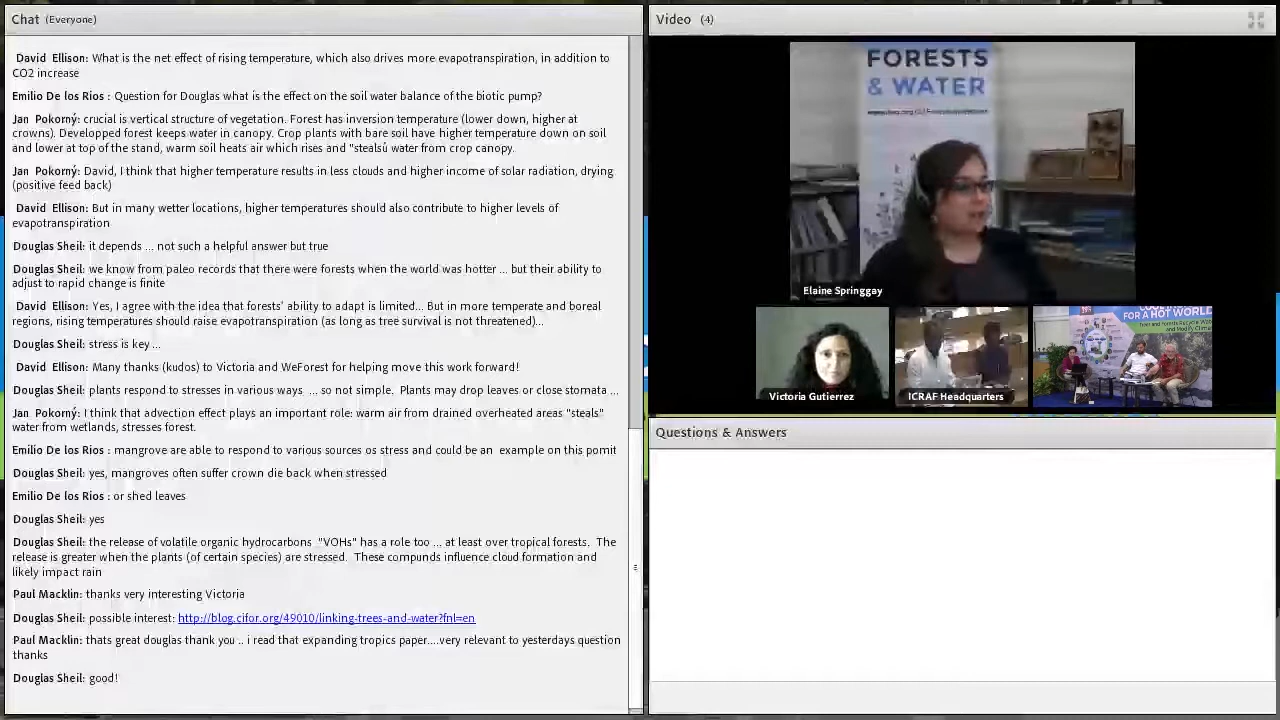 Chat (Everyone)
David Ellison: What is the net effect of rising temperature, which also drives more evapotranspiration, in addition to
CO2 increase
Emilio De los Rios : Question for Douglas what is the effect on the soil water balance of the biotic pump?
Jan Pokorný: crucial is vertical structure of vegetation. Forest has inversion temperature (lower down, higher at
crowns). Developped forest keeps water in canopy. Crop plants with bare soil have higher temperature down on soil
and lower at top of the stand, warm soil heats air which rises and "stealsů water from crop canopy.
Jan Pokorný: David, I think that higher temperature results in less clouds and higher income of solar radiation, drying
(positive feed back)
David Ellison: But in many wetter locations, higher temperatures should also contribute to higher levels of
evapotranspiration
Douglas Sheil: it depends ... not such a helpful answer but true
Douglas Sheil: we know from paleo records that there were forests when the world was hotter ... but their ability to
adjust to rapid change is finite
David Ellison: Yes, I agree with the idea that forests' ability to adapt is limited... But in more temperate and boreal
regions, rising temperatures should raise evapotranspiration (as long as tree survival is not threatened)...
Douglas Sheil: stress is key ...
David Ellison: Many thanks (kudos) to Victoria and WeForest for helping move this work forward!
Douglas Sheil: plants respond to stresses in various ways ... so not simple. Plants may drop leaves or close stomata ...
Jan Pokorný: I think that advection effect plays an important role: warm air from drained overheated areas "steals"
water from wetlands, stresses forest.
Emilio De los Rios : mangrove are able to respond to various sources os stress and could be an example on this pomit
Douglas Sheil: yes, mangroves often suffer crown die back when stressed
Emilio De los Rios : or shed leaves
Douglas Sheil: yes
Douglas Sheil: the release of volatile organic hydrocarbons "VOHs" has a role too ... at least over tropical forests. The
release is greater when the plants (of certain species) are stressed. These compunds influence cloud formation and
likely impact rain
Paul Macklin: thanks very interesting Victoria
Douglas Sheil: possible interest: http://blog.cifor.org/49010/linking-trees-and-water?fnl=en
Paul Macklin: thats great douglas thank you .. i read that expanding tropics paper....very relevant to yesterdays question
thanks
Douglas Sheil: good!
Video (4)
FORESTS
& WATER
Elaine Springgay
Victoria Gutierrez
ICRAF Headquarters
FOR A HOT WORLD
Trees and Forests Recycle Water
and Modify Climate
Questions & Answers